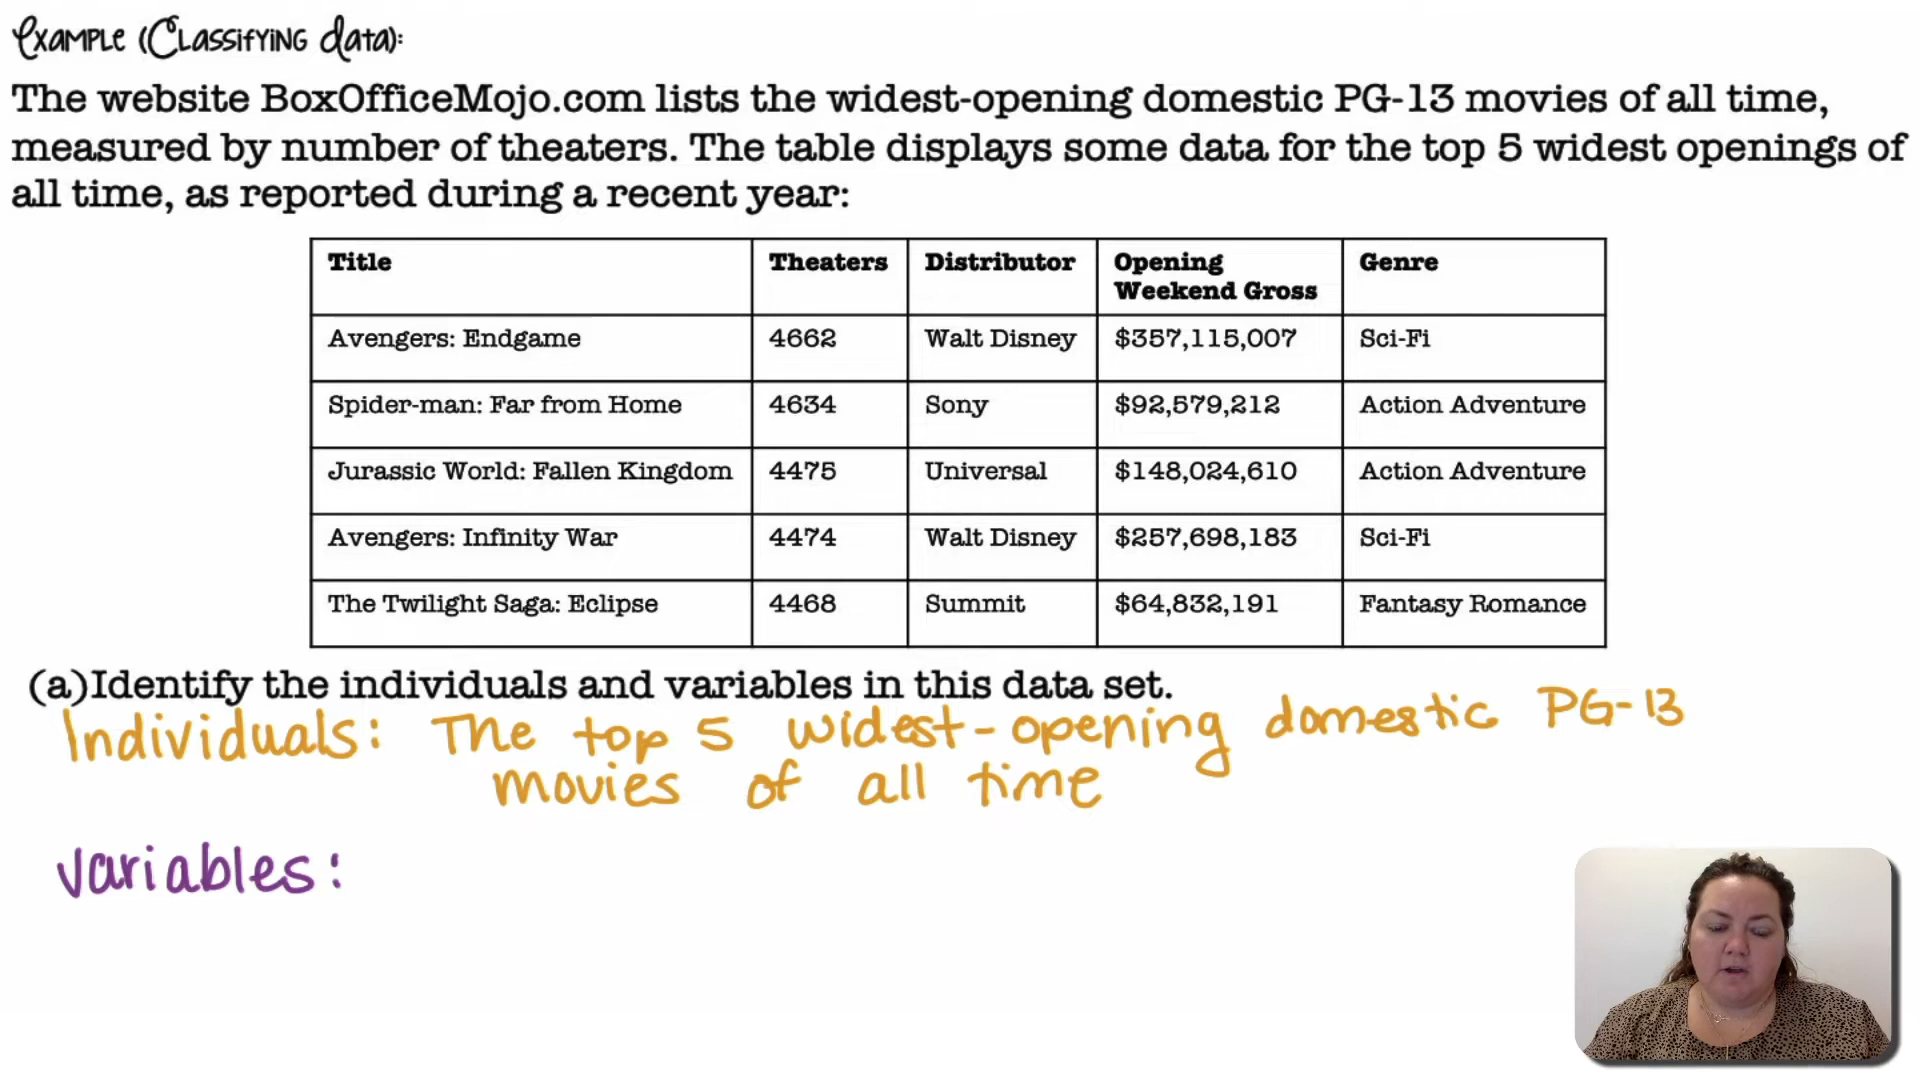 Example (Classifying data):
The website BoxOfficeMojo.com lists the widest-opening domestic PG-13 movies of all time,
measured by number of theaters. The table displays some data for the top 5 widest openings of
all time, as reported during a recent year:
Title Theaters Distributor Opening Weekend Gross Genre
Avengers: Endgame 4662 Walt Disney $357,115,007 Sci-Fi
Spider-man: Far from Home 4634 Sony $92,579,212 Action Adventure
Jurassic World: Fallen Kingdom 4475 Universal $148,024,610 Action Adventure
Avengers: Infinity War 4474 Walt Disney $257,698,183 Sci-Fi
The Twilight Saga: Eclipse 4468 Summit $64,832,191 Fantasy Romance
(a)Identify the individuals and variables in this data set.
Individuals: The top 5 widest-opening domestic PG-13
movies of all time
variables: